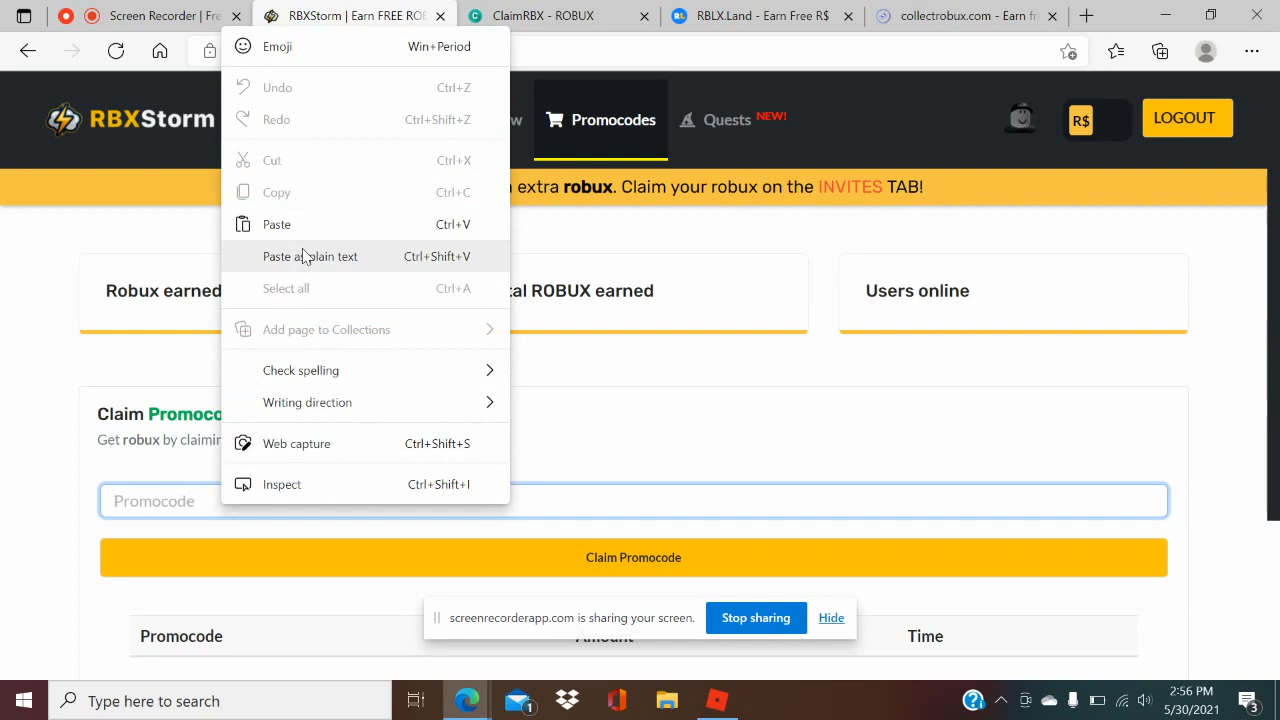 Screen Recorder | Fre
RBXStorm | Earn FREE RO
ClaimRBX - ROBUX
RBLX.Land - Earn R$
collectrobux.com - Earn fr
Emoji Win+Period
Undo Ctrl+Z
Redo Ctrl+Shift+Z
Cut Ctrl+X
Copy Ctrl+C
Paste Ctrl+V
Paste as plain text Ctrl+Shift+V
Select all Ctrl+A
Add page to Collections
Check spelling
Writing direction
Web capture Ctrl+Shift+S
Inspect Ctrl+Shift+I
RBXStorm
w
Promocodes
Quests NEW!
R$
LOGOUT
extra robux. Claim your robux on the INVITES TAB!
Robux earned
tal ROBUX earned
Users online
Claim Promoco
Get robux by claimi
Promocode
Claim Promocode
screenrecorderapp.com is sharing your screen. Stop sharing Hide
Promocode Amount Time
Type here to search
1
2:56 PM
5/30/2021
3